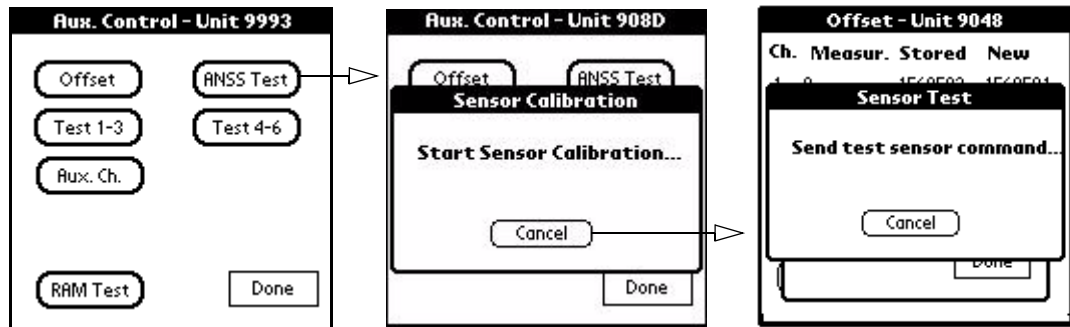 Aux. Control - Unit 9993
Offset
ANSS Test
Test 1-3
Test 4-6
Aux. Ch.
RAM Test
Done
Aux. Control - Unit 908D
Offset
ANSS Test
Sensor Calibration
Start Sensor Calibration...
Cancel
Done
Offset - Unit 9048
Ch. Measur. Stored New
Sensor Test
Send test sensor command...
Cancel
Done